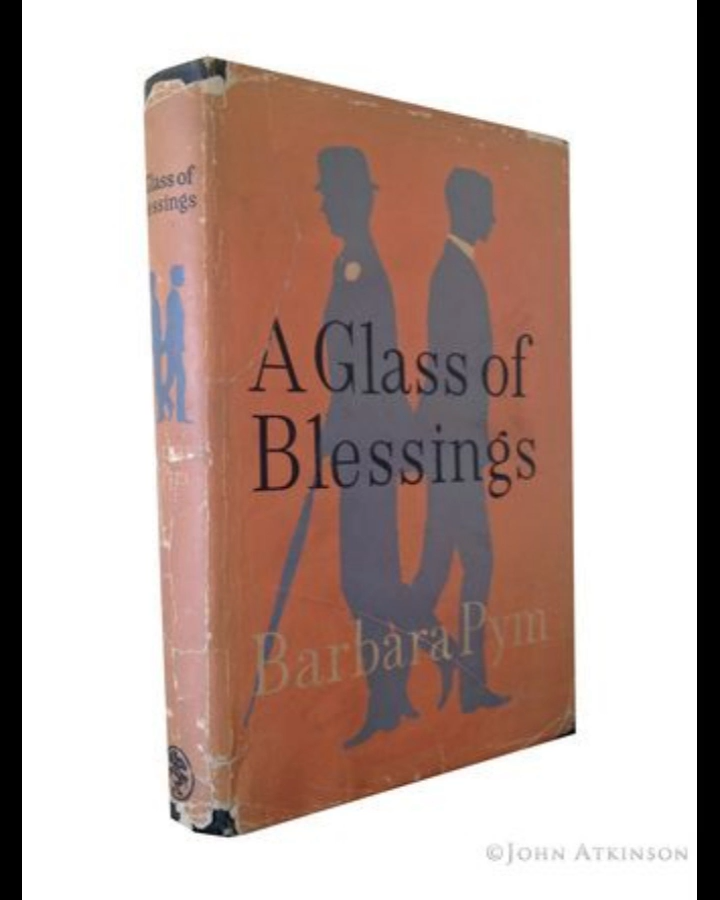 Glass of
essings
A Glass of
Blessings
Barbara Pym
©JOHN ATKINSON